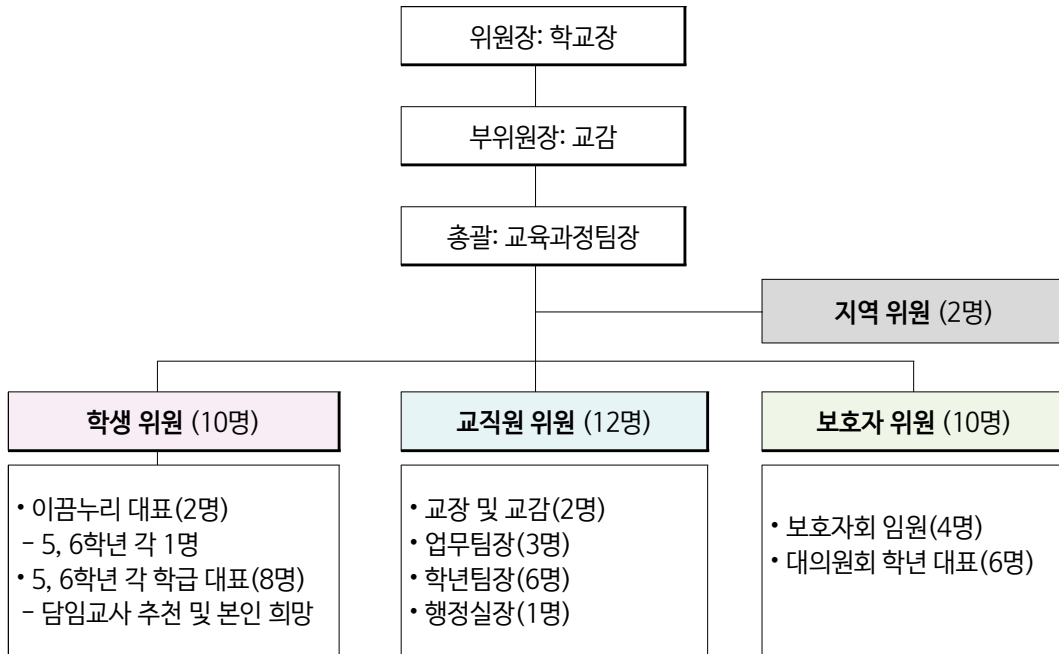 위원장: 학교장
부위원장: 교감
총괄: 교육과정팀장
지역 위원 (2명)
학생 위원 (10명)
교직원 위원 (12명)
보호자 위원 (10명)
• 이끔누리 대표(2명)
- 5, 6학년 각 1명
• 5, 6학년 각 학급 대표(8명)
- 담임교사 추천 및 본인 희망
• 교장 및 교감(2명)
• 업무팀장(3명)
• 학년팀장(6명)
• 행정실장(1명)
• 보호자회 임원(4명)
• 대의원회 학년 대표(6명)